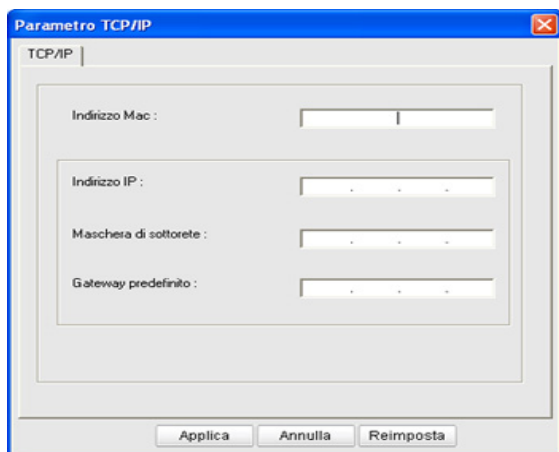 Parametro TCP/IP
TCP/IP
Indirizzo Mac :
Indirizzo IP :
. . .
Maschera di sottorete :
. . .
Gateway predefinito :
. . .
Applica Annulla Reimposta